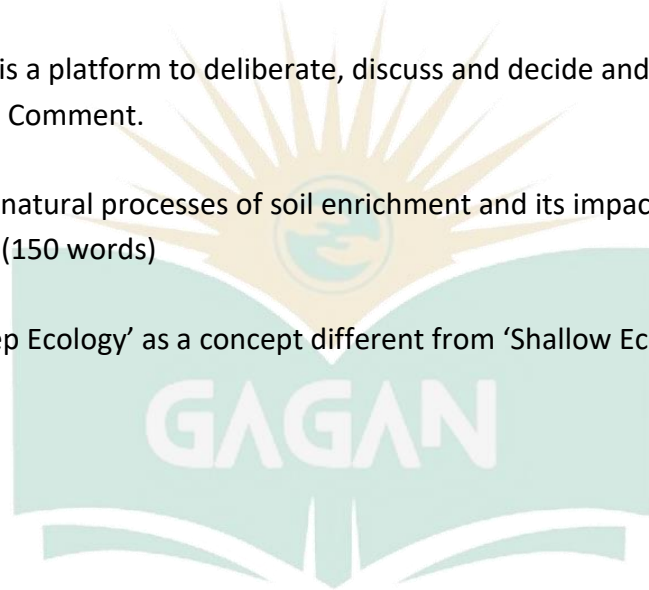 is a platform to deliberate, discuss and decide and
Comment.
natural processes of soil enrichment and its impac
(150 words)
ep Ecology’ as a concept different from ‘Shallow Ec
GAGAN